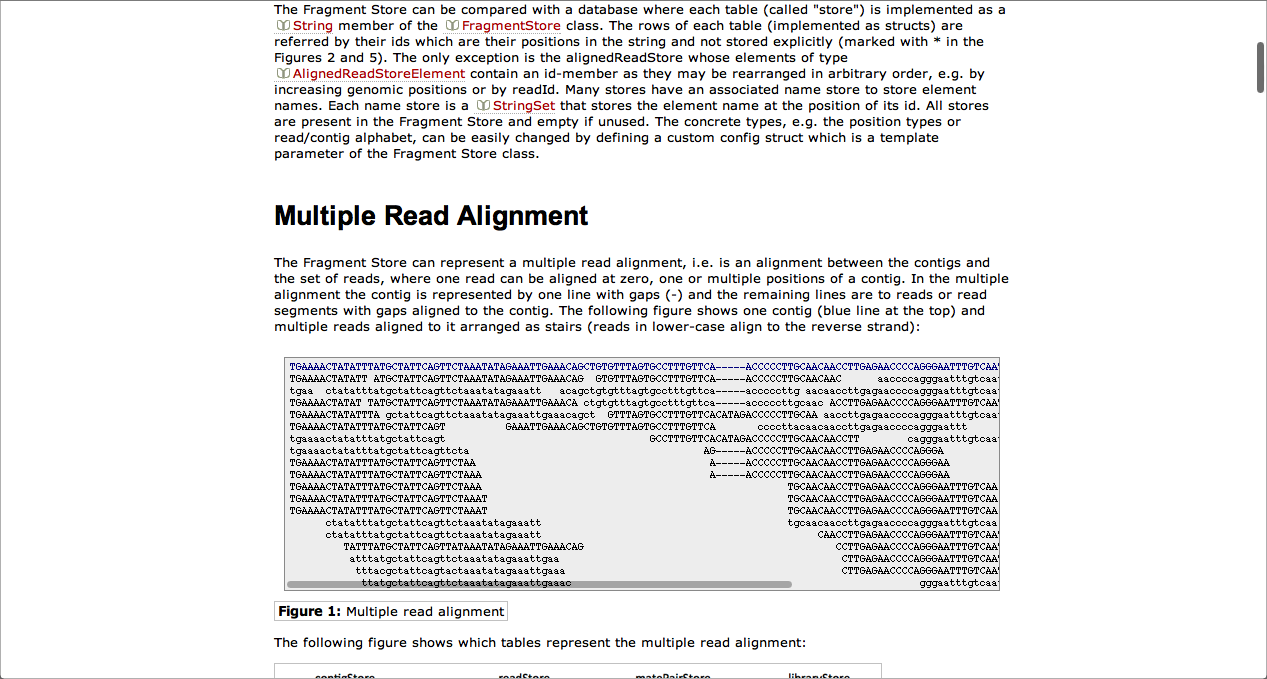 The Fragment Store can be compared with a database where each table (called "store") is implemented as a
String member of the FragmentStore class. The rows of each table (implemented as structs) are
referred by their ids which are their positions in the string and not stored explicitly (marked with * in the
Figures 2 and 5). The only exception is the alignedReadStore whose elements of type
AlignedReadStoreElement contain an id-member as they may be rearranged in arbitrary order, e.g. by
increasing genomic positions or by readId. Many stores have an associated name store to store element
names. Each name store is a StringSet that stores the element name at the position of its id. All stores
are present in the Fragment Store and empty if unused. The concrete types, e.g. the position types or
read/contig alphabet, can be easily changed by defining a custom config struct which is a template
parameter of the Fragment Store class.
Multiple Read Alignment
The Fragment Store can represent a multiple read alignment, i.e. is an alignment between the contigs and
the set of reads, where one read can be aligned at zero, one or multiple positions of a contig. In the multiple
alignment the contig is represented by one line with gaps (-) and the remaining lines are to reads or read
segments with gaps aligned to the contig. The following figure shows one contig (blue line at the top) and
multiple reads aligned to it arranged as stairs (reads in lower-case align to the reverse strand):
TGAAAACTATATTTATGCTATTCAGTTCTAAATATAGAAATTGAAACAGCTGTGTTTAGTGCCTTTGTTCA-----ACCCCCTTGCAACAACCTTGAGAACCCCAGGGAATTTGTCAA
TGAAAACTATATT ATGCTATTCAGTTCTAAATATAGAAATTGAAACAG GTGTTTAGTGCCTTTGTTCA-----ACCCCCTTGCAACAAC aaccccagggaatttgtcaa
tgaa ctatatttatgctattcagttctaaatatagaaatt acagctgtgtttagtgcctttgttca-----acccccttg aacaaccttgagaaccccagggaatttgtcaa
TGAAAACTATAT TATGCTATTCAGTTCTAAATATAGAAATTGAAACA ctgtgtttagtgcctttgttca-----acccccttgcaac ACCTTGAGAACCCCAGGGAATTTGTCAA
TGAAAACTATATTTA gctattcagttctaaatatagaaattgaaacagct GTTTAGTGCCTTTGTTCACATAGACCCCCTTGCAA aaccttgagaaccccagggaatttgtcaa
TGAAAACTATATTTATGCTATTCAGT GAAATTGAAACAGCTGTGTTTAGTGCCTTTGTTCA ccccttacaacaaccttgagaaccccagggaattt
tgaaaactatatttatgctattcagt GCCTTTGTTCACATAGACCCCCTTGCAACAACCTT cagggaatttgtcaa
tgaaaactatatttatgctattcagttcta AG-----ACCCCCTTGCAACAACCTTGAGAACCCCAGGGA
TGAAAACTATATTTATGCTATTCAGTTCTAA A-----ACCCCCTTGCAACAACCTTGAGAACCCCAGGGAA
TGAAAACTATATTTATGCTATTCAGTTCTAAA A-----ACCCCCTTGCAACAACCTTGAGAACCCCAGGGAA
TGAAAACTATATTTATGCTATTCAGTTCTAAA TGCAACAACCTTGAGAACCCCAGGGAATTTGTCAA
TGAAAACTATATTTATGCTATTCAGTTCTAAAT TGCAACAACCTTGAGAACCCCAGGGAATTTGTCAA
TGAAAACTATATTTATGCTATTCAGTTCTAAAT TGCAACAACCTTGAGAACCCCAGGGAATTTGTCAA
ctatatttatgctattcagttctaaatatagaaatt tgcaacaaccttgagaaccccagggaatttgtcaa
ctatatttatgctattcagttctaaatatagaaatt CAACCTTGAGAACCCCAGGGAATTTGTCAA
TATTTATGCTATTCAGTTATAAATATAGAAATTGAAACAG CCTTGAGAACCCCAGGGAATTTGTCAA
atttatgctattcagttctaaatatagaaattgaa CTTGAGAACCCCAGGGAATTTGTCAA
tttacgctattcagtactaaatatagaaattgaaa CTTGAGAACCCCAGGGAATTTGTCAA
ttatgctattcagttctaaatatagaaattgaaac gggaatttgtcaa
Figure 1: Multiple read alignment
The following figure shows which tables represent the multiple read alignment:
contigStore readStore matePairStore libraryStore